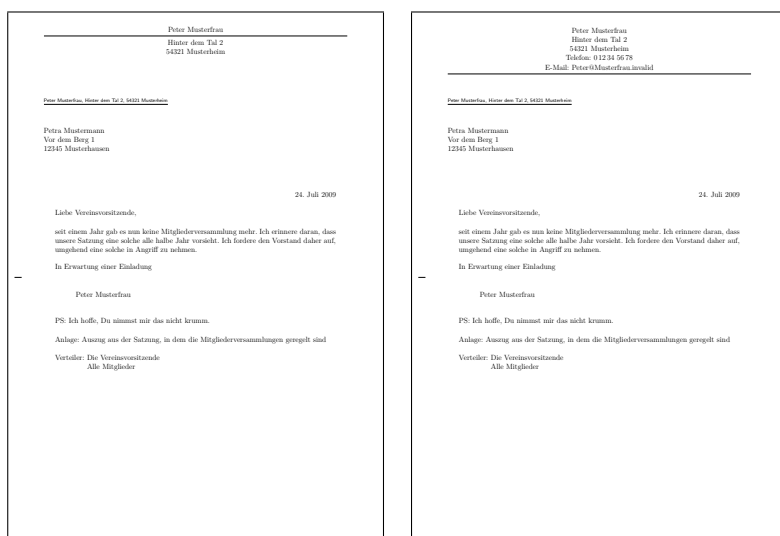 Peter Musterfrau
Hinter dem Tal 2
54321 Musterheim
Peter Musterfrau, Hinter dem Tal 2, 54321 Musterheim
Petra Mustermann
Vor dem Berg 1
12345 Musterhausen
24. Juli 2009
Liebe Vereinsvorsitzende,
seit einem Jahr gab es nun keine Mitgliederversammlung mehr. Ich erinnere daran, dass
unsere Satzung eine solche alle halbe Jahr vorsieht. Ich fordere den Vorstand daher auf,
umgehend eine solche in Angriff zu nehmen.
In Erwartung einer Einladung
Peter Musterfrau
PS: Ich hoffe, Du nimmst mir das nicht krumm.
Anlage: Auszug aus der Satzung, in dem die Mitgliederversammlungen geregelt sind
Verteiler: Die Vereinsvorsitzende
Alle Mitglieder
Peter Musterfrau
Hinter dem Tal 2
54321 Musterheim
Telefon: 0 12 34 56 78
E-Mail: Peter@Musterfrau.invalid
Peter Musterfrau, Hinter dem Tal 2, 54321 Musterheim
Petra Mustermann
Vor dem Berg 1
12345 Musterhausen
24. Juli 2009
Liebe Vereinsvorsitzende,
seit einem Jahr gab es nun keine Mitgliederversammlung mehr. Ich erinnere daran, dass
unsere Satzung eine solche alle halbe Jahr vorsieht. Ich fordere den Vorstand daher auf,
umgehend eine solche in Angriff zu nehmen.
In Erwartung einer Einladung
Peter Musterfrau
PS: Ich hoffe, Du nimmst mir das nicht krumm.
Anlage: Auszug aus der Satzung, in dem die Mitgliederversammlungen geregelt sind
Verteiler: Die Vereinsvorsitzende
Alle Mitglieder